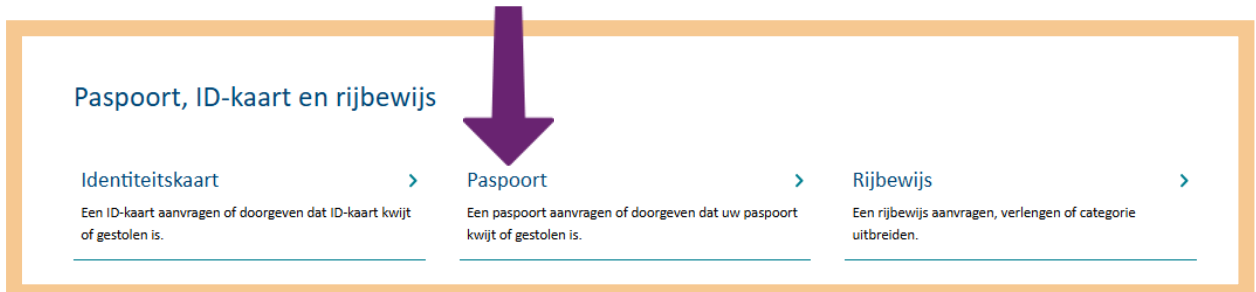 Paspoort, ID-kaart en rijbewijs
Identiteitskaart
Een ID-kaart aanvragen of doorgeven dat ID-kaart kwijt
of gestolen is.
Paspoort
Een paspoort aanvragen of doorgeven dat uw paspoort
kwijt of gestolen is.
Rijbewijs
Een rijbewijs aanvragen, verlengen of categorie
uitbreiden.